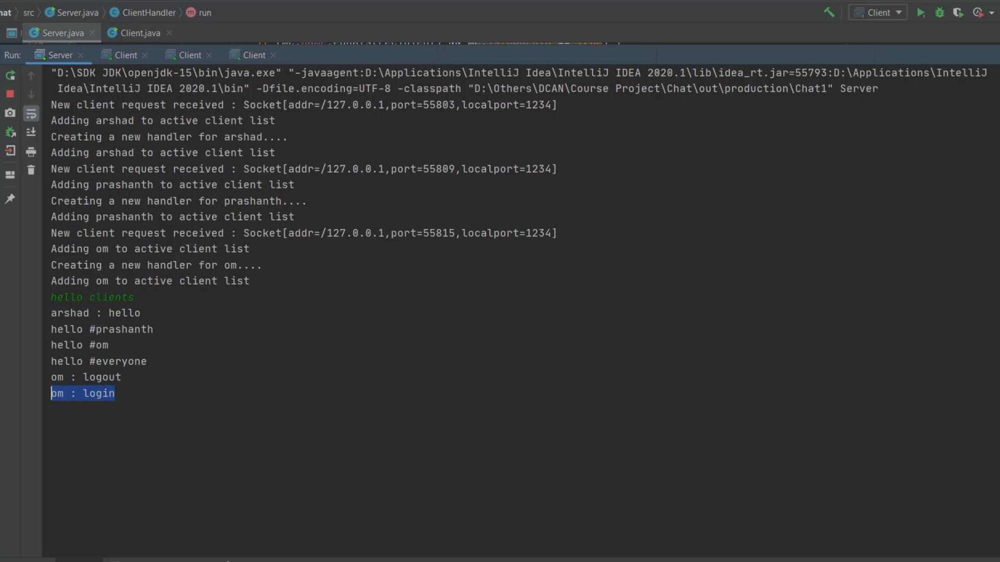 hat src Server.java ClientHandler m run Client
Server.java Client.java
Run: Server Client Client Client
"D:\SDK JDK\openjdk-15\bin\java.exe" "-javaagent:D:\Applications\IntelliJ Idea\IntelliJ IDEA 2020.1\lib\idea_rt.jar=55793:D:\Applications\IntelliJ
Idea\IntelliJ IDEA 2020.1\bin" -Dfile.encoding=UTF-8 -classpath "D:\Others\DCAN\Course Project\Chat\out\production\Chat1" Server
New client request received : Socket[addr=/127.0.0.1,port=55803,localport=1234]
Adding arshad to active client list
Creating a new handler for arshad....
Adding arshad to active client list
New client request received : Socket[addr=/127.0.0.1,port=55809,localport=1234]
Adding prashanth to active client list
Creating a new handler for prashanth....
Adding prashanth to active client list
New client request received : Socket[addr=/127.0.0.1,port=55815,localport=1234]
Adding om to active client list
Creating a new handler for om....
Adding om to active client list
hello clients
arshad : hello
hello #prashanth
hello #om
hello #everyone
om : logout
om : login